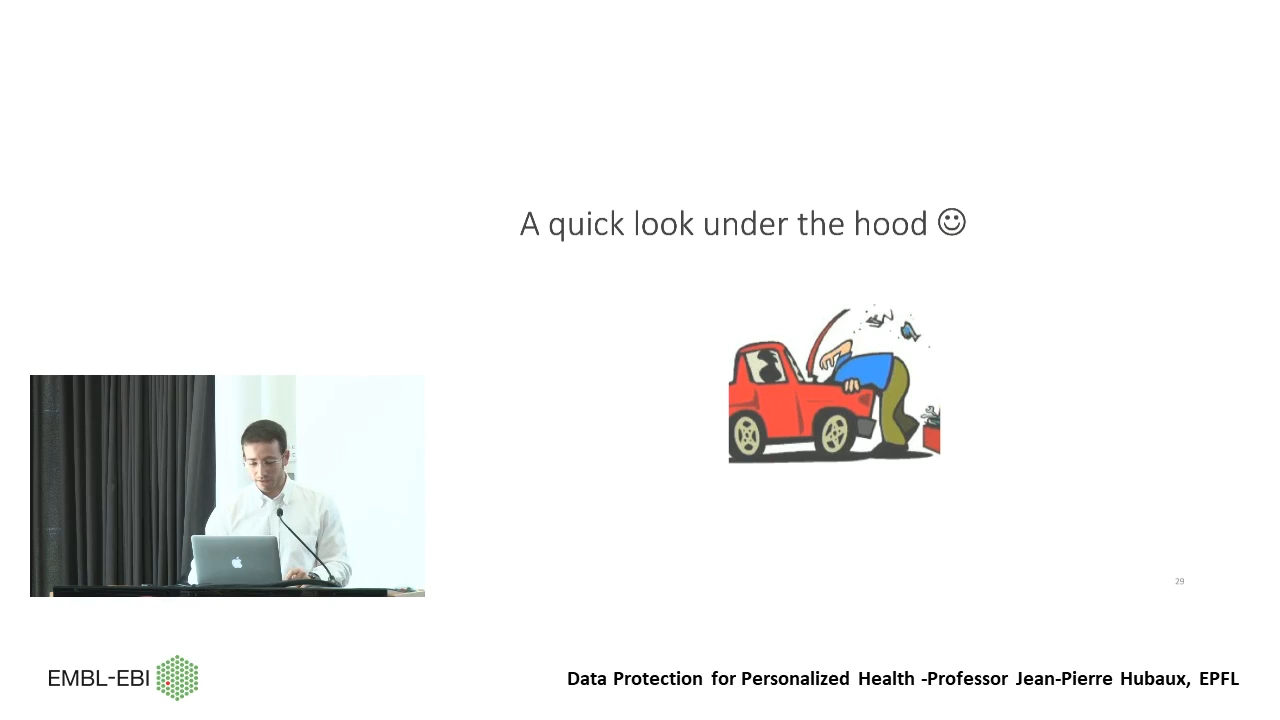 A quick look under the hood ☺
29
EMBL-EBI
Data Protection for Personalized Health -Professor Jean-Pierre Hubaux, EPFL